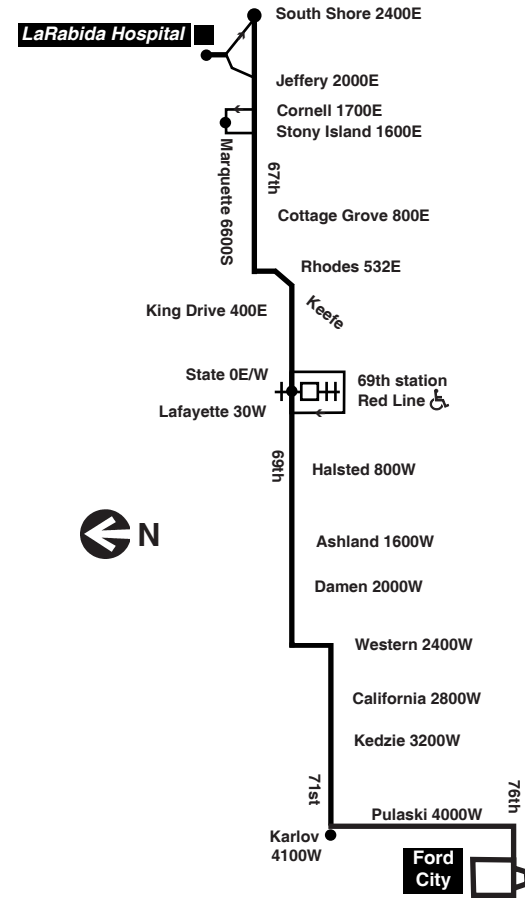 South Shore 2400E
LaRabida Hospital
Jeffery 2000E
Cornell 1700E
Stony Island 1600E
Marquette 6600S
67th
Cottage Grove 800E
Rhodes 532E
Keefe
King Drive 400E
State 0E/W
69th station
Red Line
Lafayette 30W
69th
Halsted 800W
N
Ashland 1600W
Damen 2000W
Western 2400W
California 2800W
Kedzie 3200W
71st
76th
Pulaski 4000W
Karlov
4100W
Ford
City